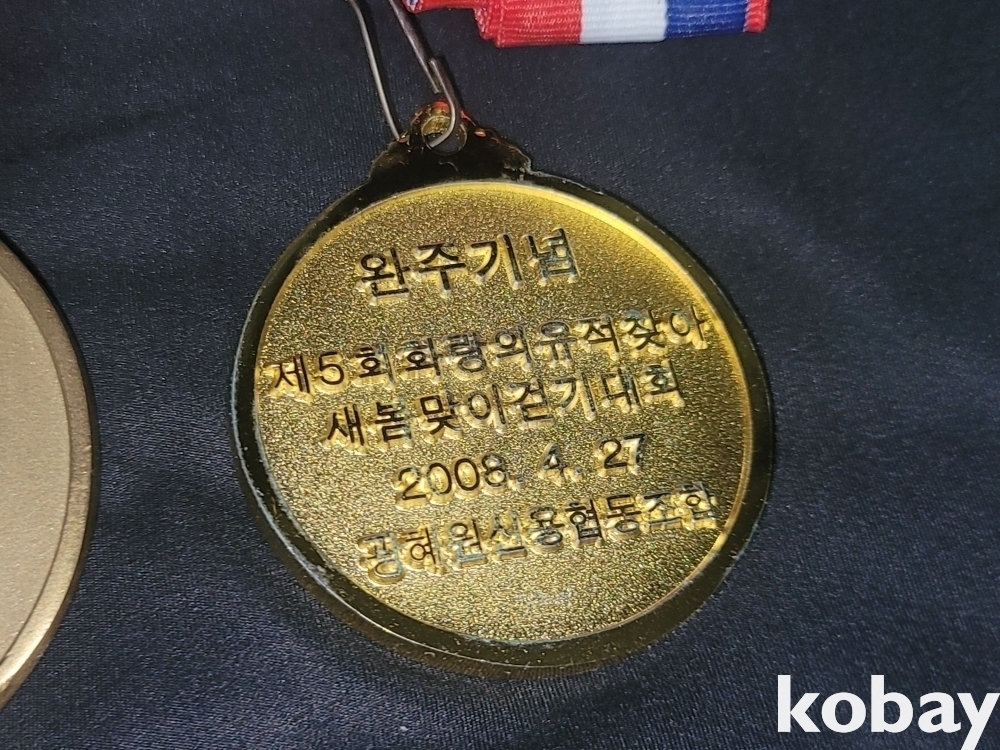 완주기념
제5회화랑의유적찾아
새봄맞이걷기대회
2008. 4. 27
광혜원신용협동조합
kobay